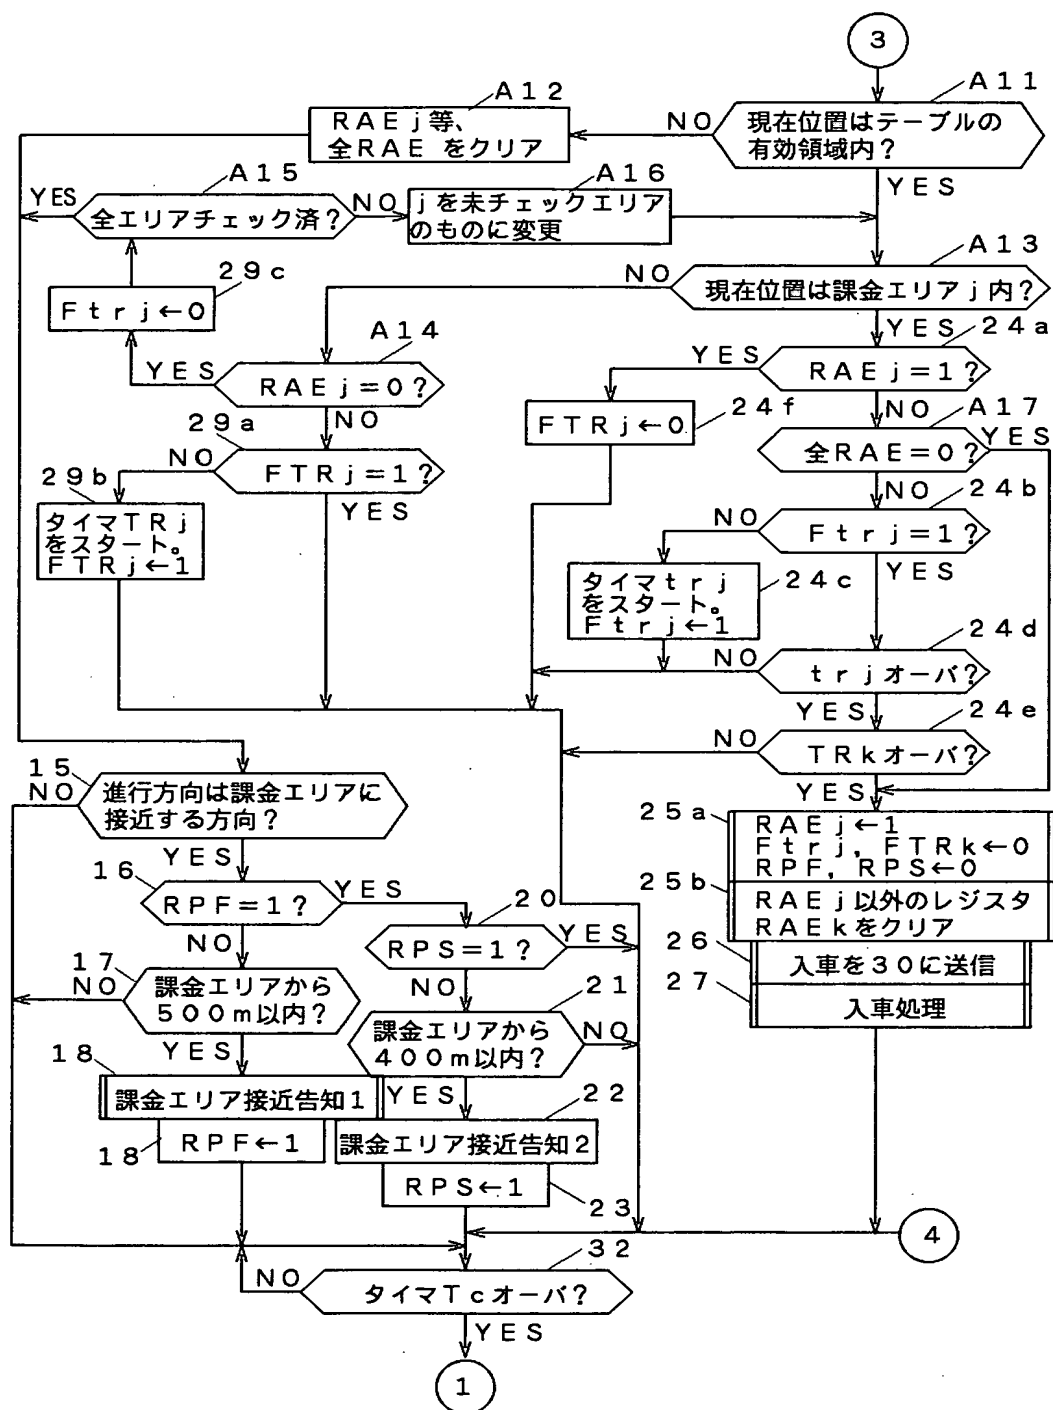 3
A11
現在位置はテーブルの
有効領域内?
NO
YES
A12
RAEj等、
全RAEをクリア
A15
YES
全エリアチェック済?
NO
A16
jを未チェックエリア
のものに変更
A13
NO
現在位置は課金エリアj内?
YES
29c
Ftrj←0
A14
YES
RAEj=0?
NO
24a
YES
RAEj=1?
NO
24f
FTRj←0
A17
全RAE=0?
YES
NO
29a
NO
FTRj=1?
YES
29b
タイマTRj
をスタート。
FTRj←1
24b
NO
Ftrj=1?
YES
24c
タイマtrj
をスタート。
Ftrj←1
24d
NO
trjオーバ?
YES
24e
NO
TRkオーバ?
YES
15
NO
進行方向は課金エリアに
接近する方向?
YES
16
RPF=1?
YES
NO
20
RPS=1?
YES
NO
17
NO
課金エリアから
500m以内?
YES
21
課金エリアから
400m以内?
NO
YES
18
課金エリア接近告知1
18
RPF←1
22
課金エリア接近告知2
RPS←1
23
25a
RAEj←1
Ftrj,FTRk←0
RPF,RPS←0
25b
RAEj以外のレジスタ
RAEkをクリア
26
入車を30に送信
27
入車処理
4
32
NO
タイマTcオーバ?
YES
1